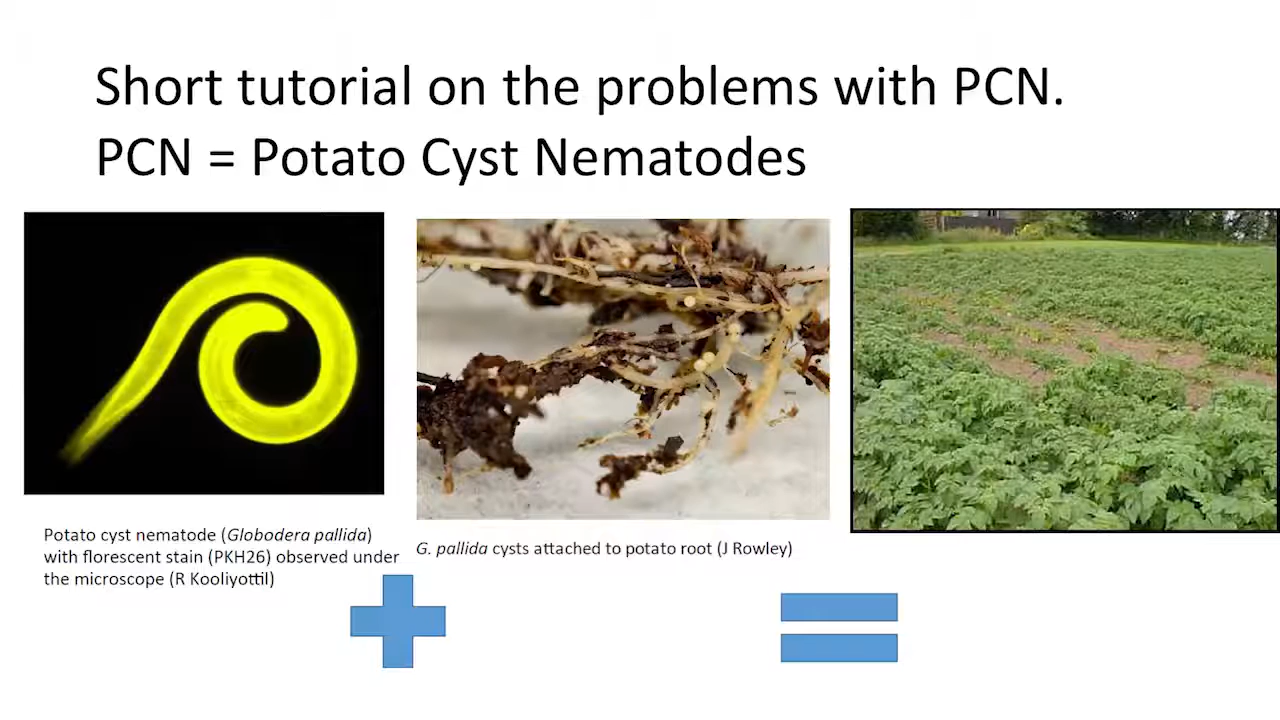 Short tutorial on the problems with PCN.
PCN = Potato Cyst Nematodes
Potato cyst nematode (Globodera pallida)
with florescent stain (PKH26) observed under
the microscope (R Kooliyottil)
G. pallida cysts attached to potato root (J Rowley)